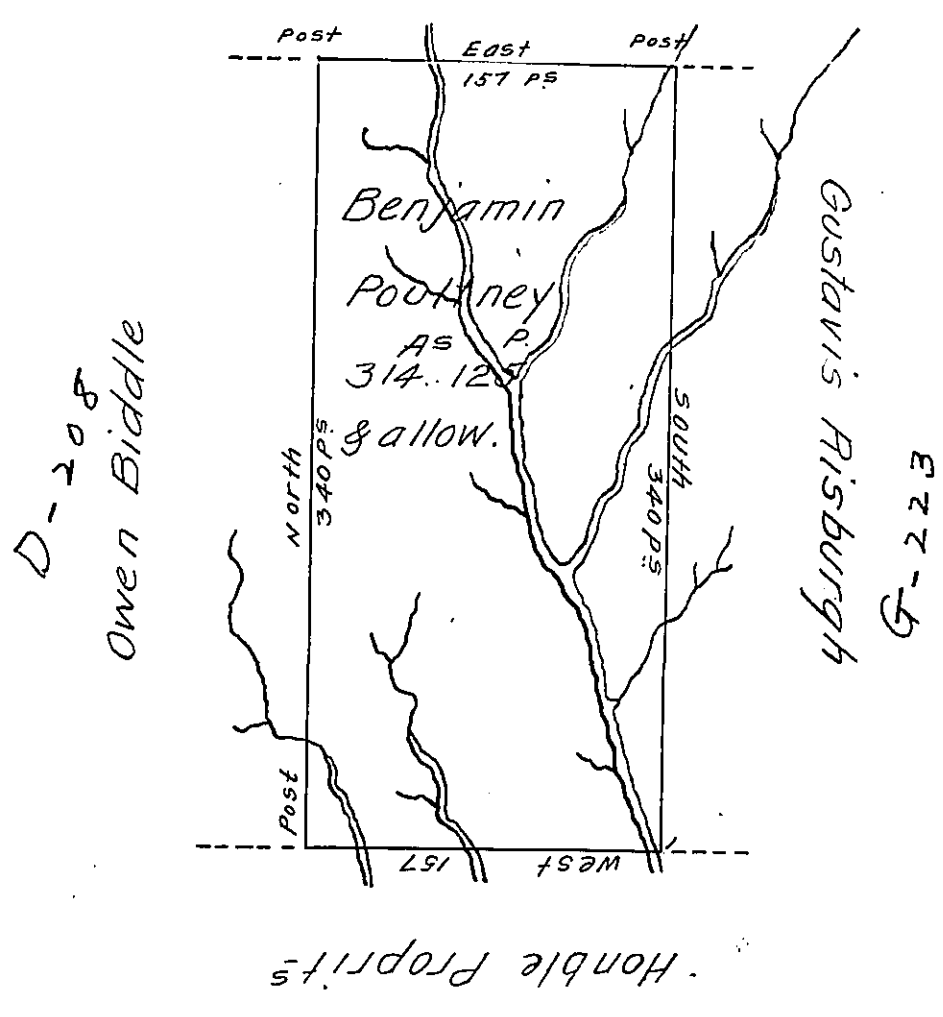 Post
East
Post
157 Ps
Benjamin
Poultney
As P.
314..125
& allow.
North
340 Ps.
South
340 Ps
Post
West
157
D-208
Owen Biddle
Gustavis Risburgh
G-223
Honble Proprits